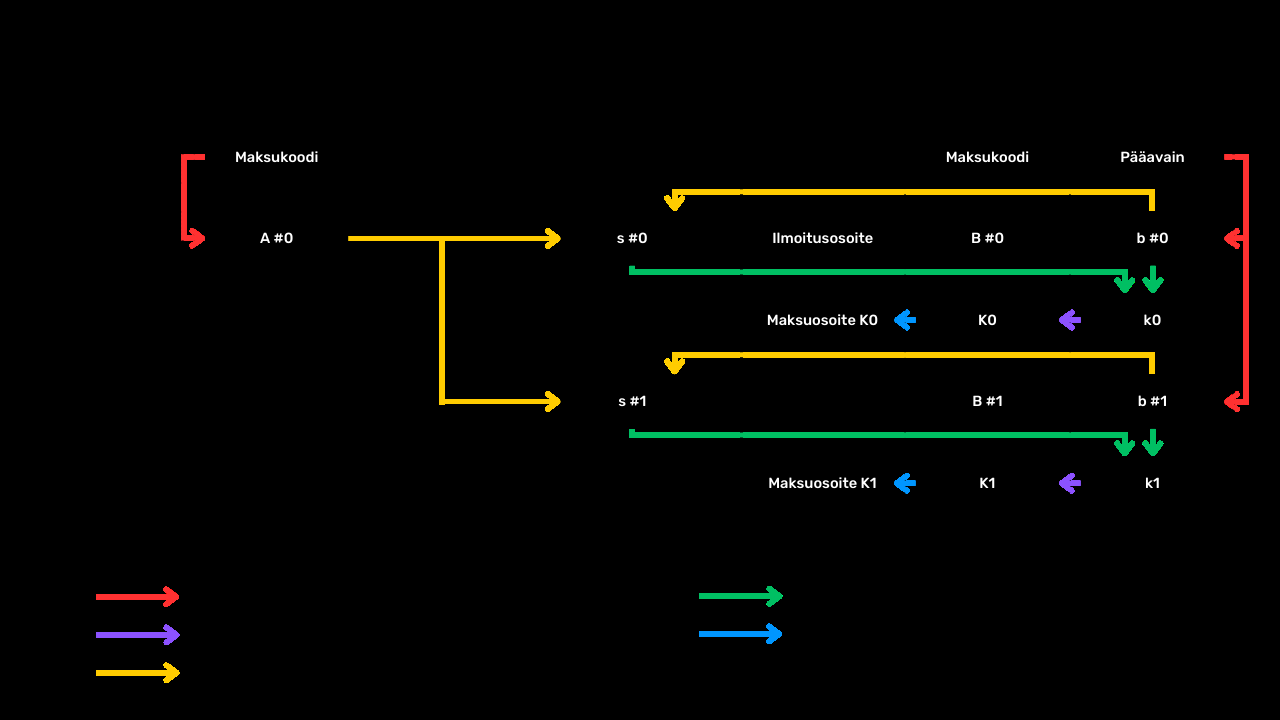 Maksukoodi
Maksukoodi
Pääavain
A #0
s #0
Ilmoitusosoite
B #0
b #0
Maksuosoite K0
K0
k0
s #1
B #1
b #1
Maksuosoite K1
K1
k1